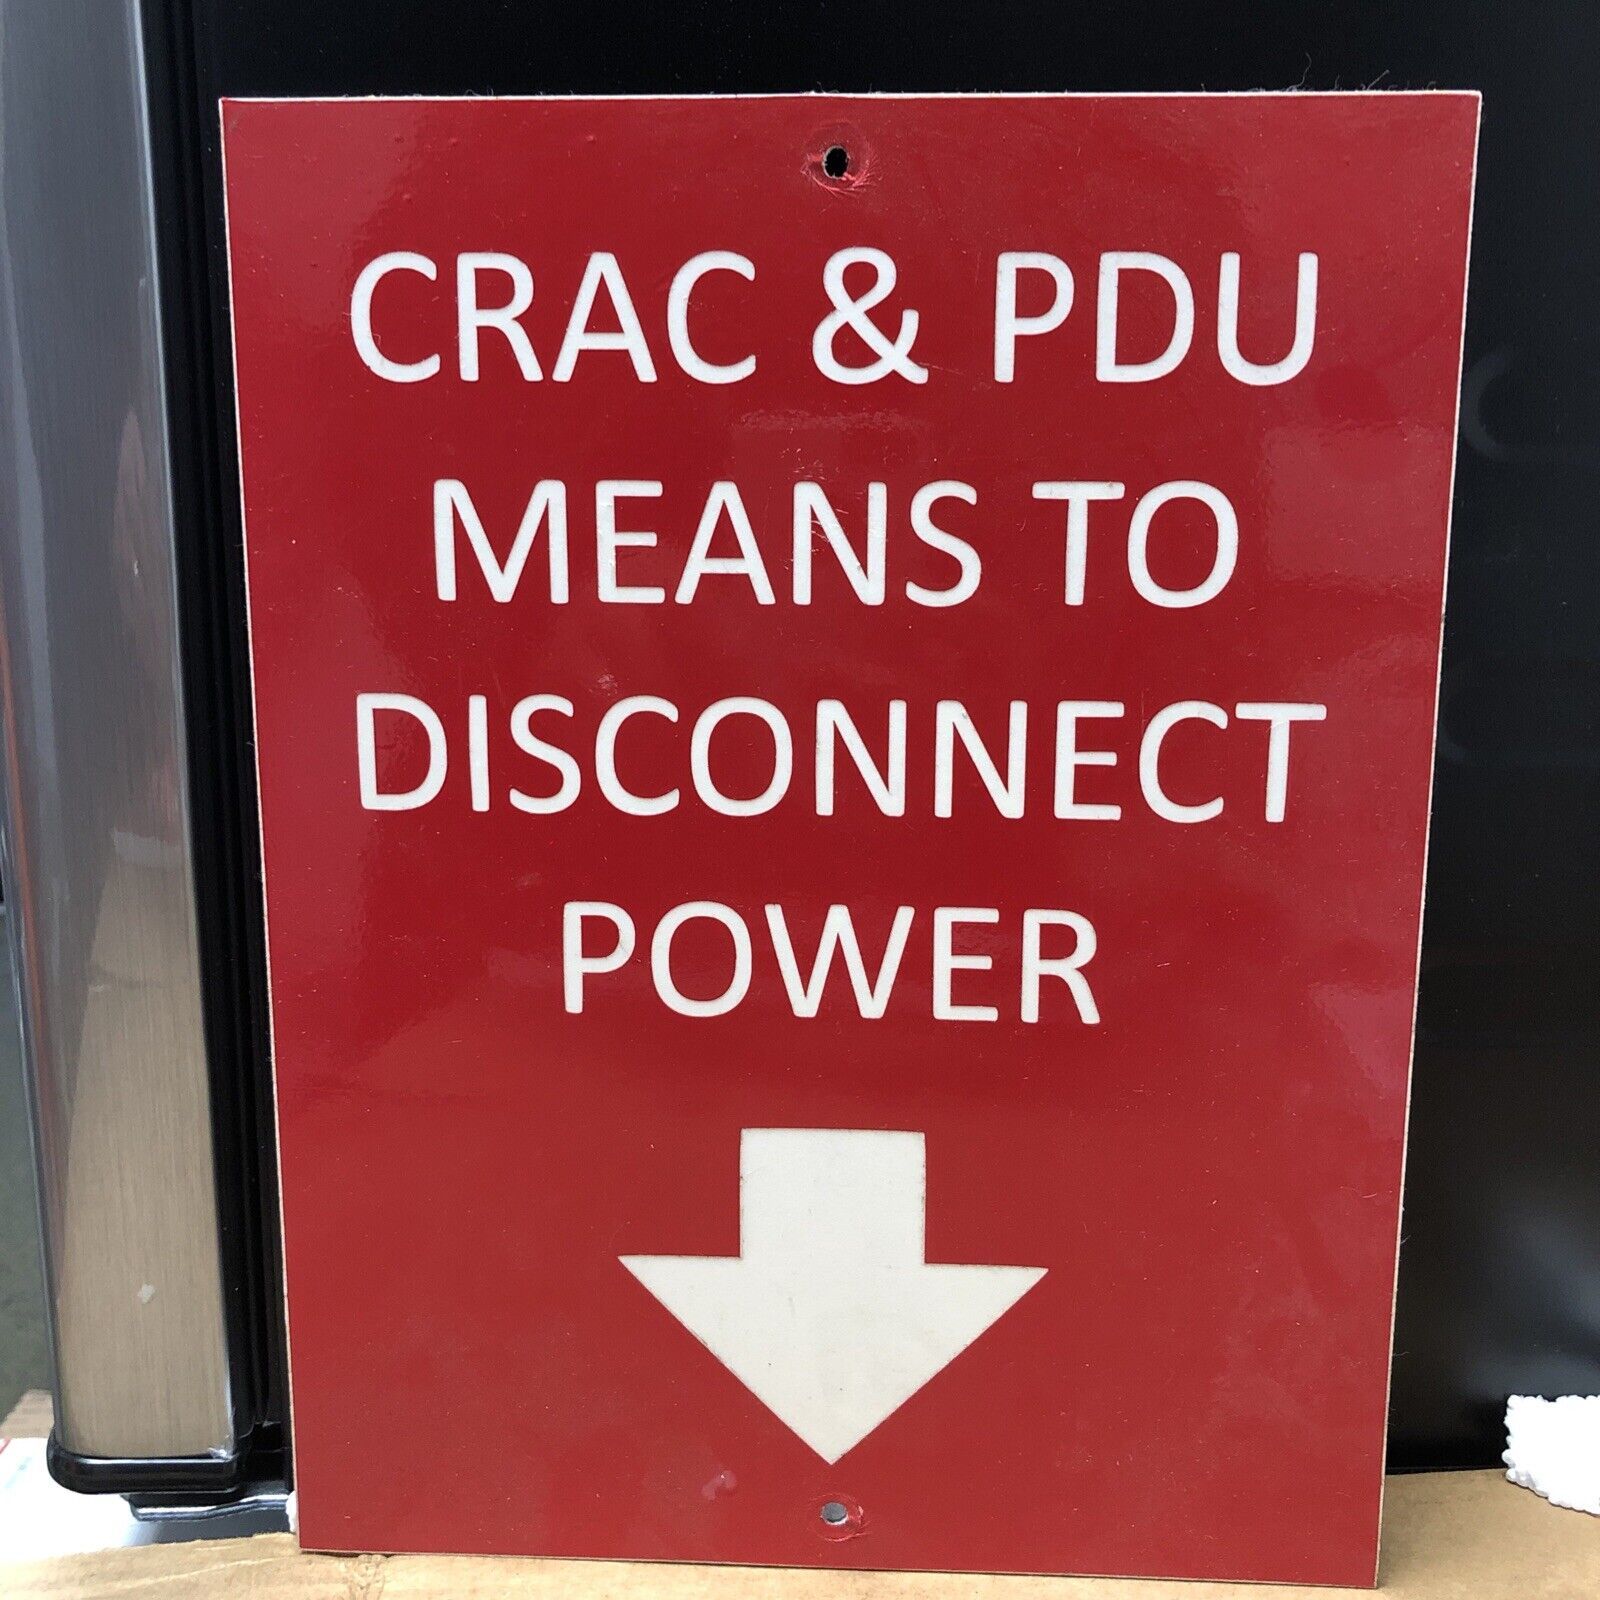 CRAC & PDU
MEANS TO
DISCONNECT
POWER